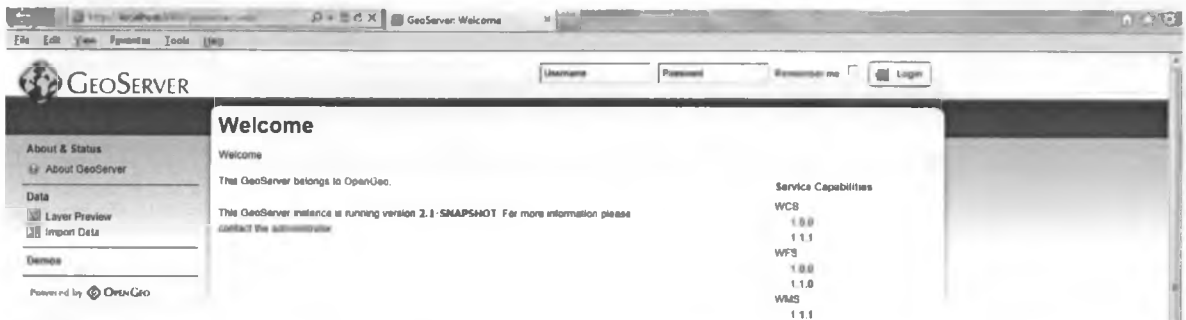 GeoServer: Welcome
File Edit View Favorites Tools Help
GEOSERVER
Username Password Remember me Login
Welcome
About & Status
About GeoServer
Data
Layer Preview
Import Data
Demos
Powered by OPENGEO
Welcome
This GeoServer belongs to OpenGeo.
This GeoServer instance is running version 2.1-SNAPSHOT For more information please
contact the administrator
Service Capabilities
WCS
1.1.1
WFS
1.0.0
1.1.0
WMS
1.1.1